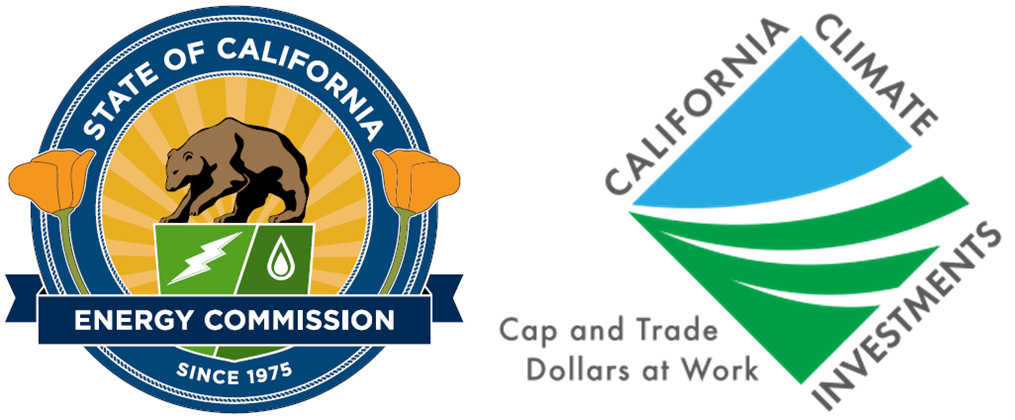 STATE OF CALIFORNIA
ENERGY COMMISSION
SINCE 1975
CALIFORNIA
CLIMATE
INVESTMENTS
Cap and Trade
Dollars at Work